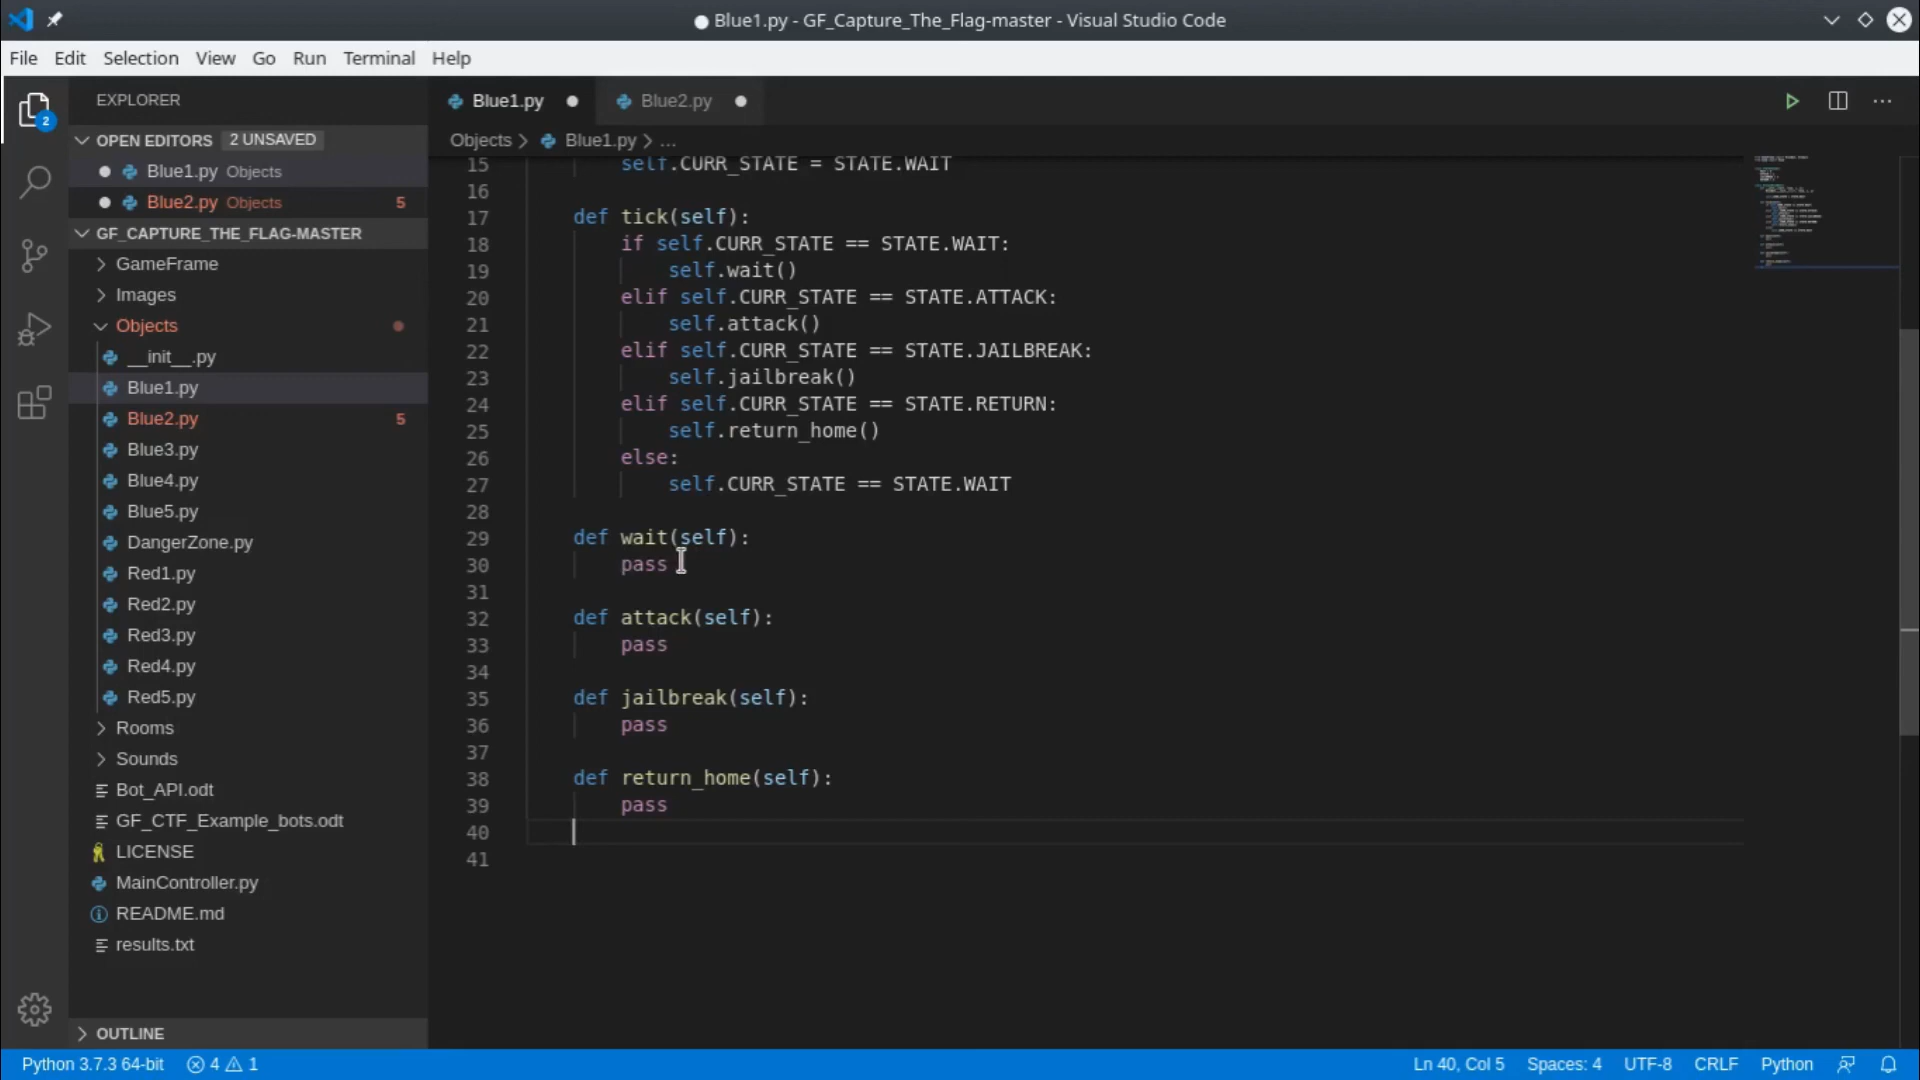 Blue1.py - GF_Capture_The_Flag-master - Visual Studio Code
File Edit Selection View Go Run Terminal Help
2
EXPLORER
OPEN EDITORS 2 UNSAVED
Blue1.py Objects
Blue2.py Objects 5
GF_CAPTURE_THE_FLAG-MASTER
GameFrame
Images
Objects
__init__.py
Blue1.py
Blue2.py 5
Blue3.py
Blue4.py
Blue5.py
DangerZone.py
Red1.py
Red2.py
Red3.py
Red4.py
Red5.py
Rooms
Sounds
Bot_API.odt
GF_CTF_Example_bots.odt
LICENSE
MainController.py
README.md
results.txt
OUTLINE
Blue1.py Blue2.py
Objects > Blue1.py > ...
15 self.CURR_STATE = STATE.WAIT
16
17 def tick(self):
18 if self.CURR_STATE == STATE.WAIT:
19 self.wait()
20 elif self.CURR_STATE == STATE.ATTACK:
21 self.attack()
22 elif self.CURR_STATE == STATE.JAILBREAK:
23 self.jailbreak()
24 elif self.CURR_STATE == STATE.RETURN:
25 self.return_home()
26 else:
27 self.CURR_STATE == STATE.WAIT
28
29 def wait(self):
30 pass
31
32 def attack(self):
33 pass
34
35 def jailbreak(self):
36 pass
37
38 def return_home(self):
39 pass
40
41
Python 3.7.3 64-bit 4 1 Ln 40, Col 5 Spaces: 4 UTF-8 CRLF Python